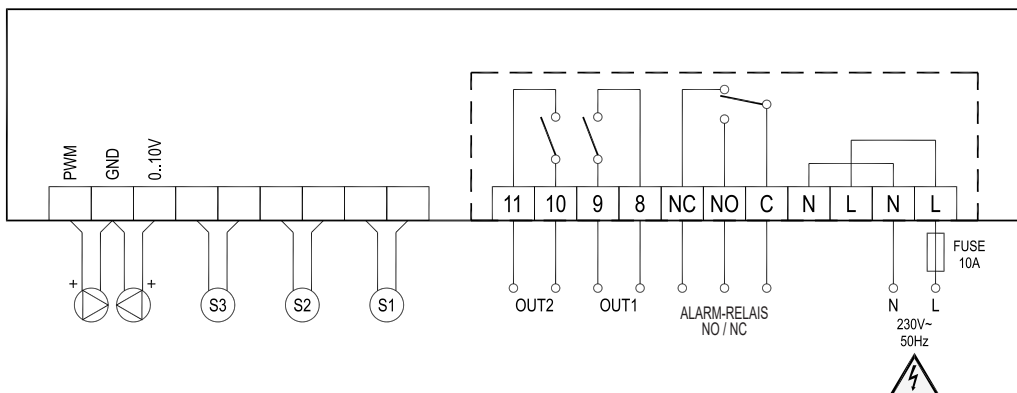 PWM
GND
0..10V
11 10 9 8 NC NO C N L N L
FUSE
10A
+ + S3 S2 S1
OUT2 OUT1
ALARM-RELAIS
NO / NC
N L
230V~
50Hz